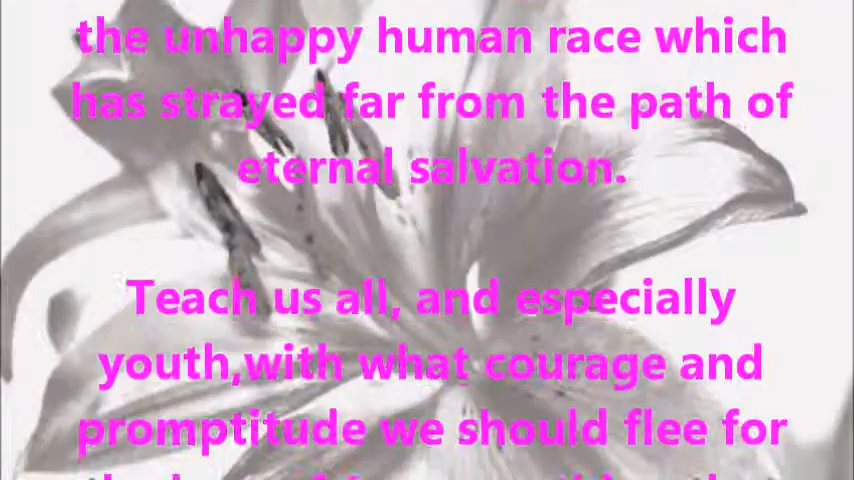 the unhappy human race which
has strayed far from the path of
eternal salvation.
Teach us all, and especially
youth,with what courage and
promptitude we should flee for